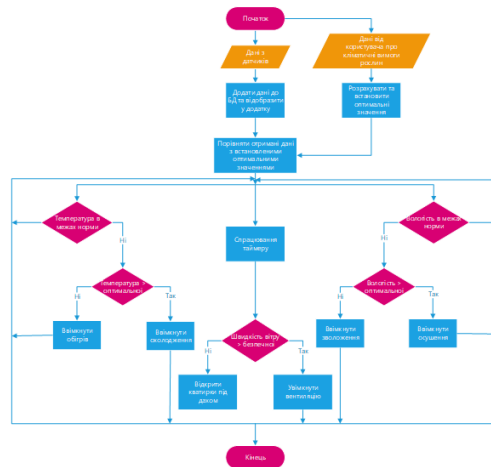 Початок
Дані з
датчиків
Дані від
користувача про
кліматичні вимоги
рослин
Додати дані до
БД та відобразити
у додатку
Розрахувати та
встановити
оптимальні
значення
Порівняти отримані дані
з встановленими
оптимальними
значеннями
Температура в
межах норми
Вологість в межах
норми
Спрацювання
таймеру
Ні
Ні
Температура >
оптимальної
Вологість >
оптимальної
Ні
Так
Ні
Так
Ввімкнути
обігрів
Ввімкнути
охолодження
Швидкість вітру
> безпечної
Ввімкнути
зволоження
Ввімкнути
осушення
Ні
Так
Відкрити
кватирки під
дахом
Увімкнути
вентиляцію
Кінець